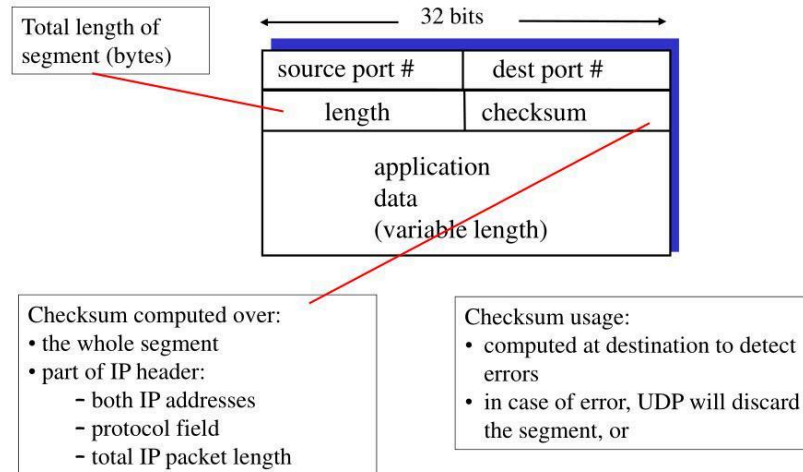 Total length of
segment (bytes)
32 bits
source port #
dest port #
length
checksum
application
data
(variable length)
Checksum computed over:
• the whole segment
• part of IP header:
– both IP addresses
– protocol field
– total IP packet length
Checksum usage:
• computed at destination to detect
errors
• in case of error, UDP will discard
the segment, or